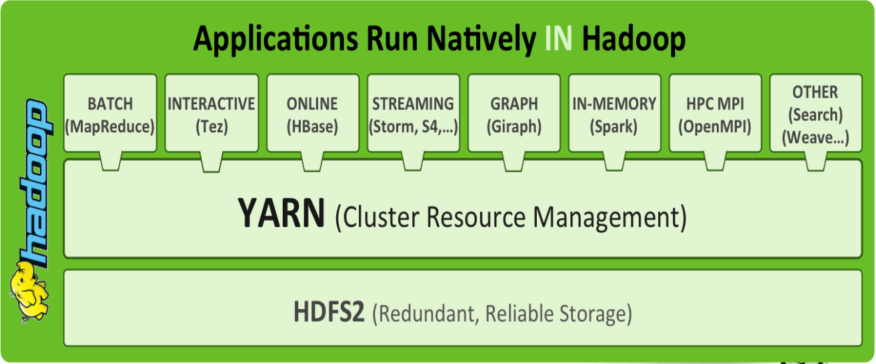 Applications Run Natively IN Hadoop
hadoop
BATCH
(MapReduce)
INTERACTIVE
(Tez)
ONLINE
(HBase)
STREAMING
(Storm, S4,...)
GRAPH
(Giraph)
IN-MEMORY
(Spark)
HPC MPI
(OpenMPI)
OTHER
(Search)
(Weave...)
YARN (Cluster Resource Management)
HDFS2 (Redundant, Reliable Storage)